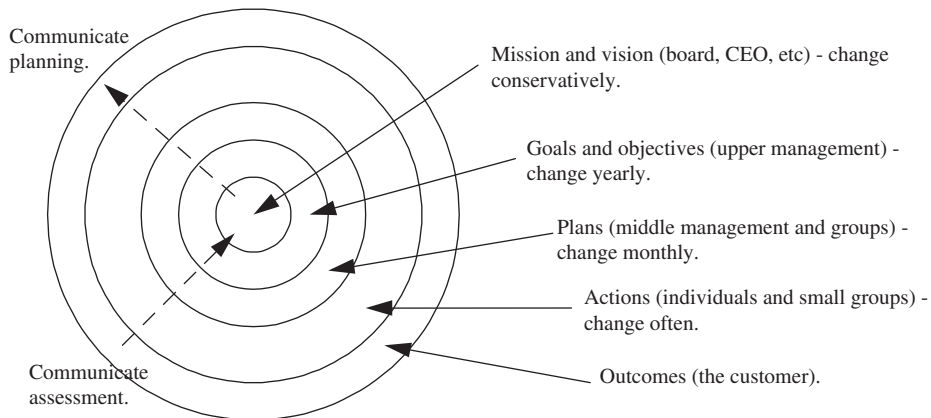 Communicate
planning.
Mission and vision (board, CEO, etc) - change
conservatively.
Goals and objectives (upper management) -
change yearly.
Plans (middle management and groups) -
change monthly.
Actions (individuals and small groups) -
change often.
Outcomes (the customer).
Communicate
assessment.